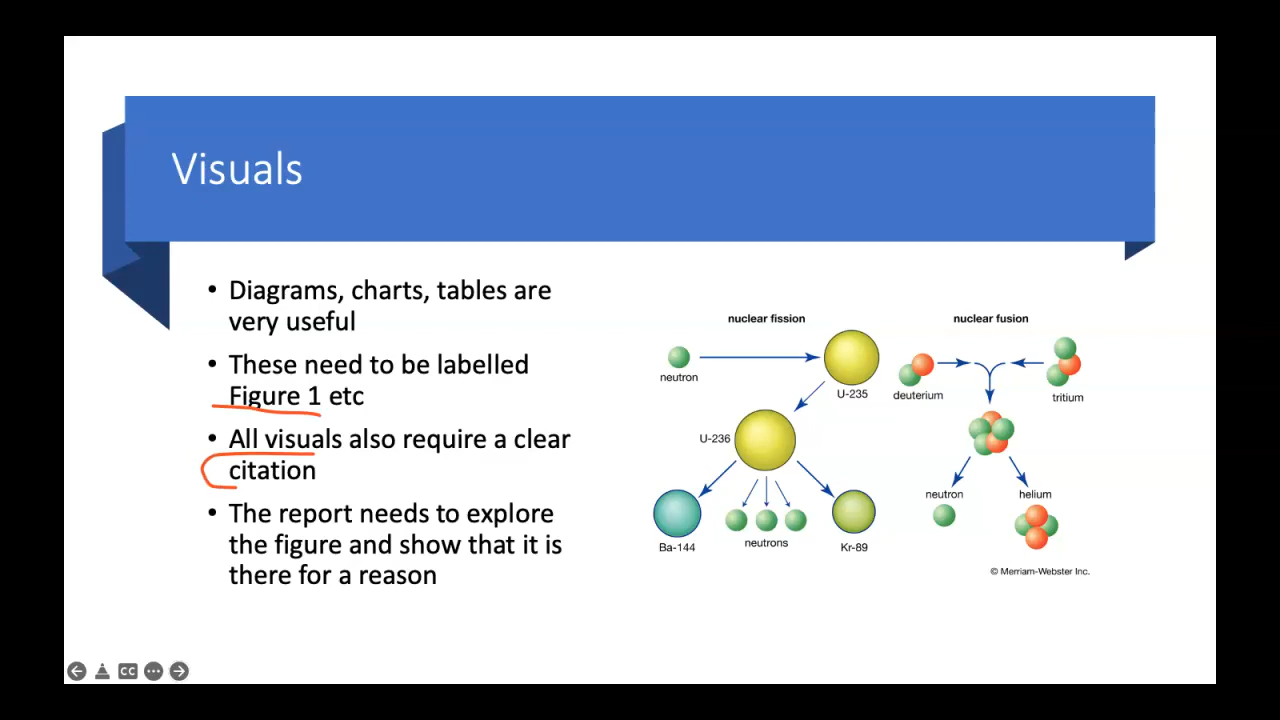 Visuals
• Diagrams, charts, tables are
very useful
• These need to be labelled
Figure 1 etc
• All visuals also require a clear
citation
• The report needs to explore
the figure and show that it is
there for a reason
nuclear fission
neutron
U-235
U-236
Ba-144
neutrons
Kr-89
nuclear fusion
deuterium
tritium
neutron
helium
© Merriam-Webster Inc.
CC